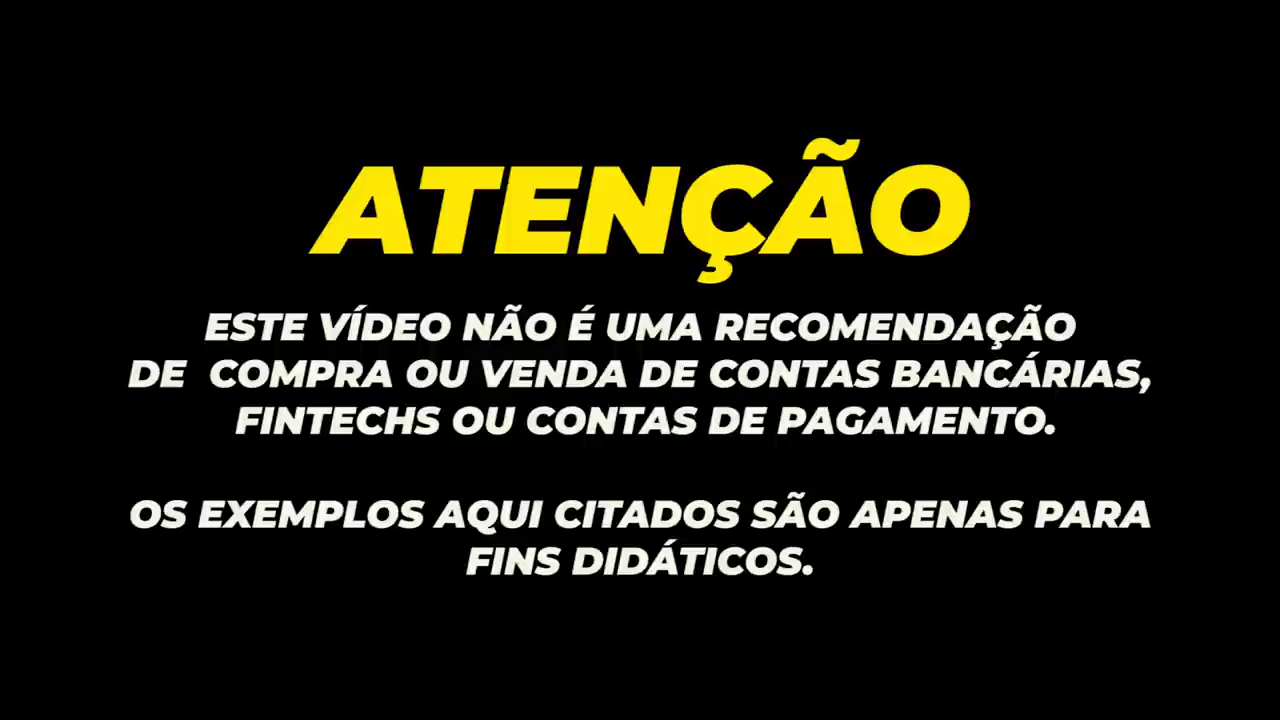 ATENÇÃO
ESTE VÍDEO NÃO É UMA RECOMENDAÇÃO
DE COMPRA OU VENDA DE CONTAS BANCÁRIAS,
FINTECHS OU CONTAS DE PAGAMENTO.
OS EXEMPLOS AQUI CITADOS SÃO APENAS PARA
FINS DIDÁTICOS.